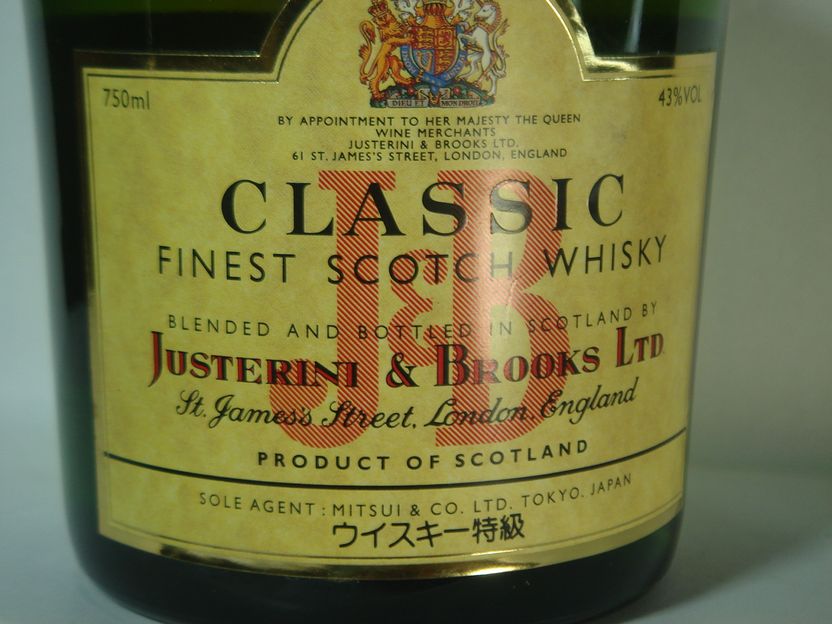 DIEU ET MON DROIT
750ml
43%VOL
BY APPOINTMENT TO HER MAJESTY THE QUEEN
WINE MERCHANTS
JUSTERINI & BROOKS LTD.
61 ST. JAMES'S STREET, LONDON, ENGLAND
J&B
CLASSIC
FINEST SCOTCH WHISKY
BLENDED AND BOTTLED IN SCOTLAND BY
JUSTERINI & BROOKS LTD.
St. James's Street, London, England
PRODUCT OF SCOTLAND
SOLE AGENT : MITSUI & CO. LTD. TOKYO. JAPAN
ウイスキー特級